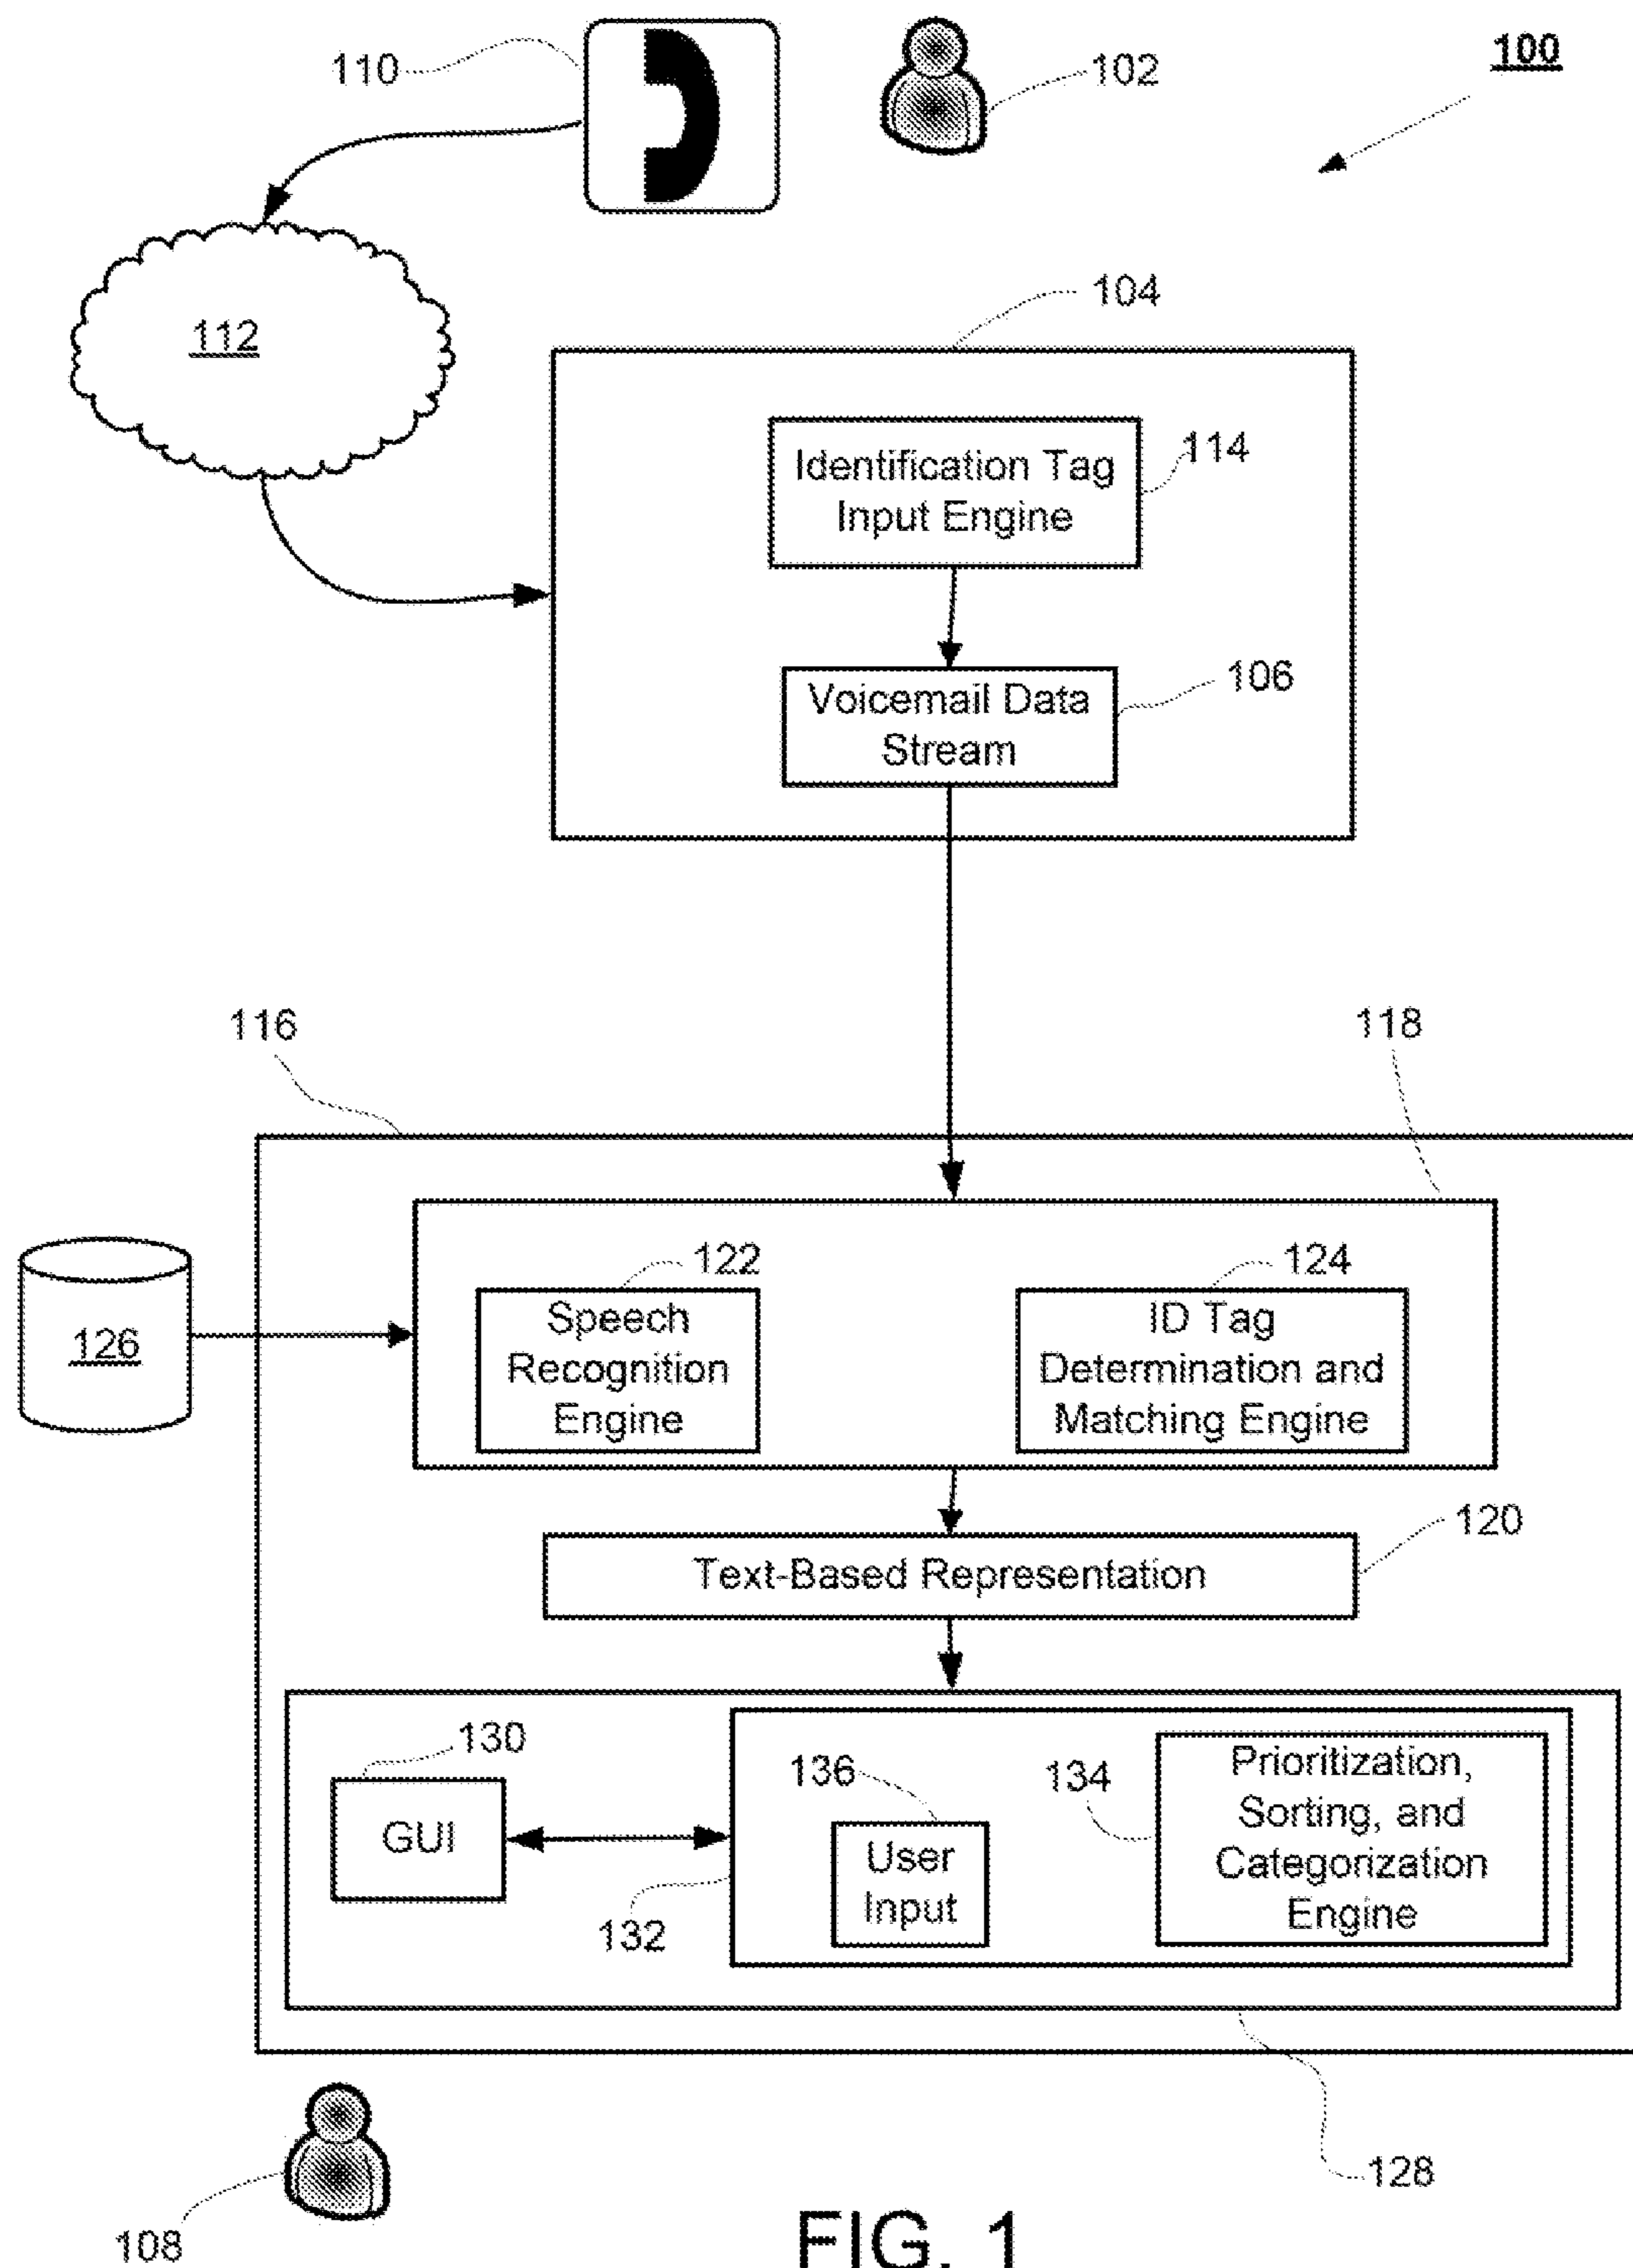 110
102
100
112
104
Identification Tag
Input Engine
114
Voicemail Data
Stream
106
116
118
126
122
Speech
Recognition
Engine
124
ID Tag
Determination and
Matching Engine
120
Text-Based Representation
130
GUI
132
136
User
Input
134
Prioritization,
Sorting, and
Categorization
Engine
128
108
FIG. 1